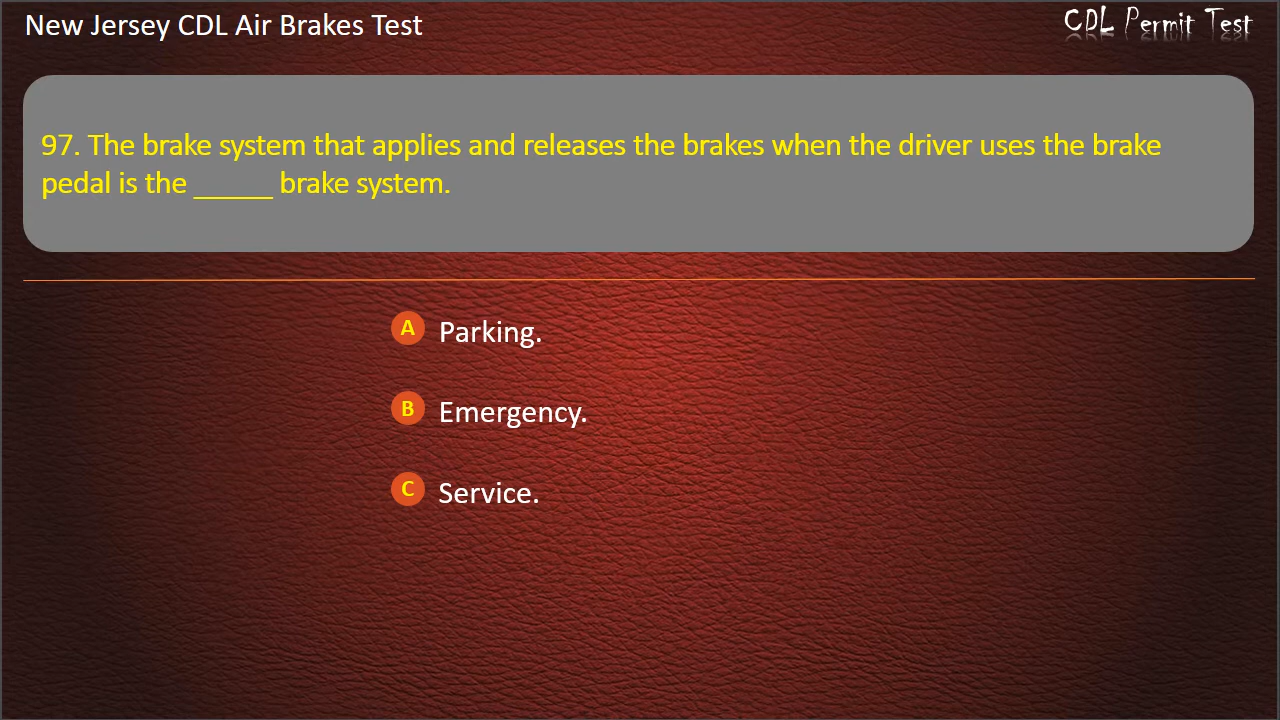 New Jersey CDL Air Brakes Test
CDL Permit Test
97. The brake system that applies and releases the brakes when the driver uses the brake
pedal is the _____ brake system.
A Parking.
B Emergency.
C Service.